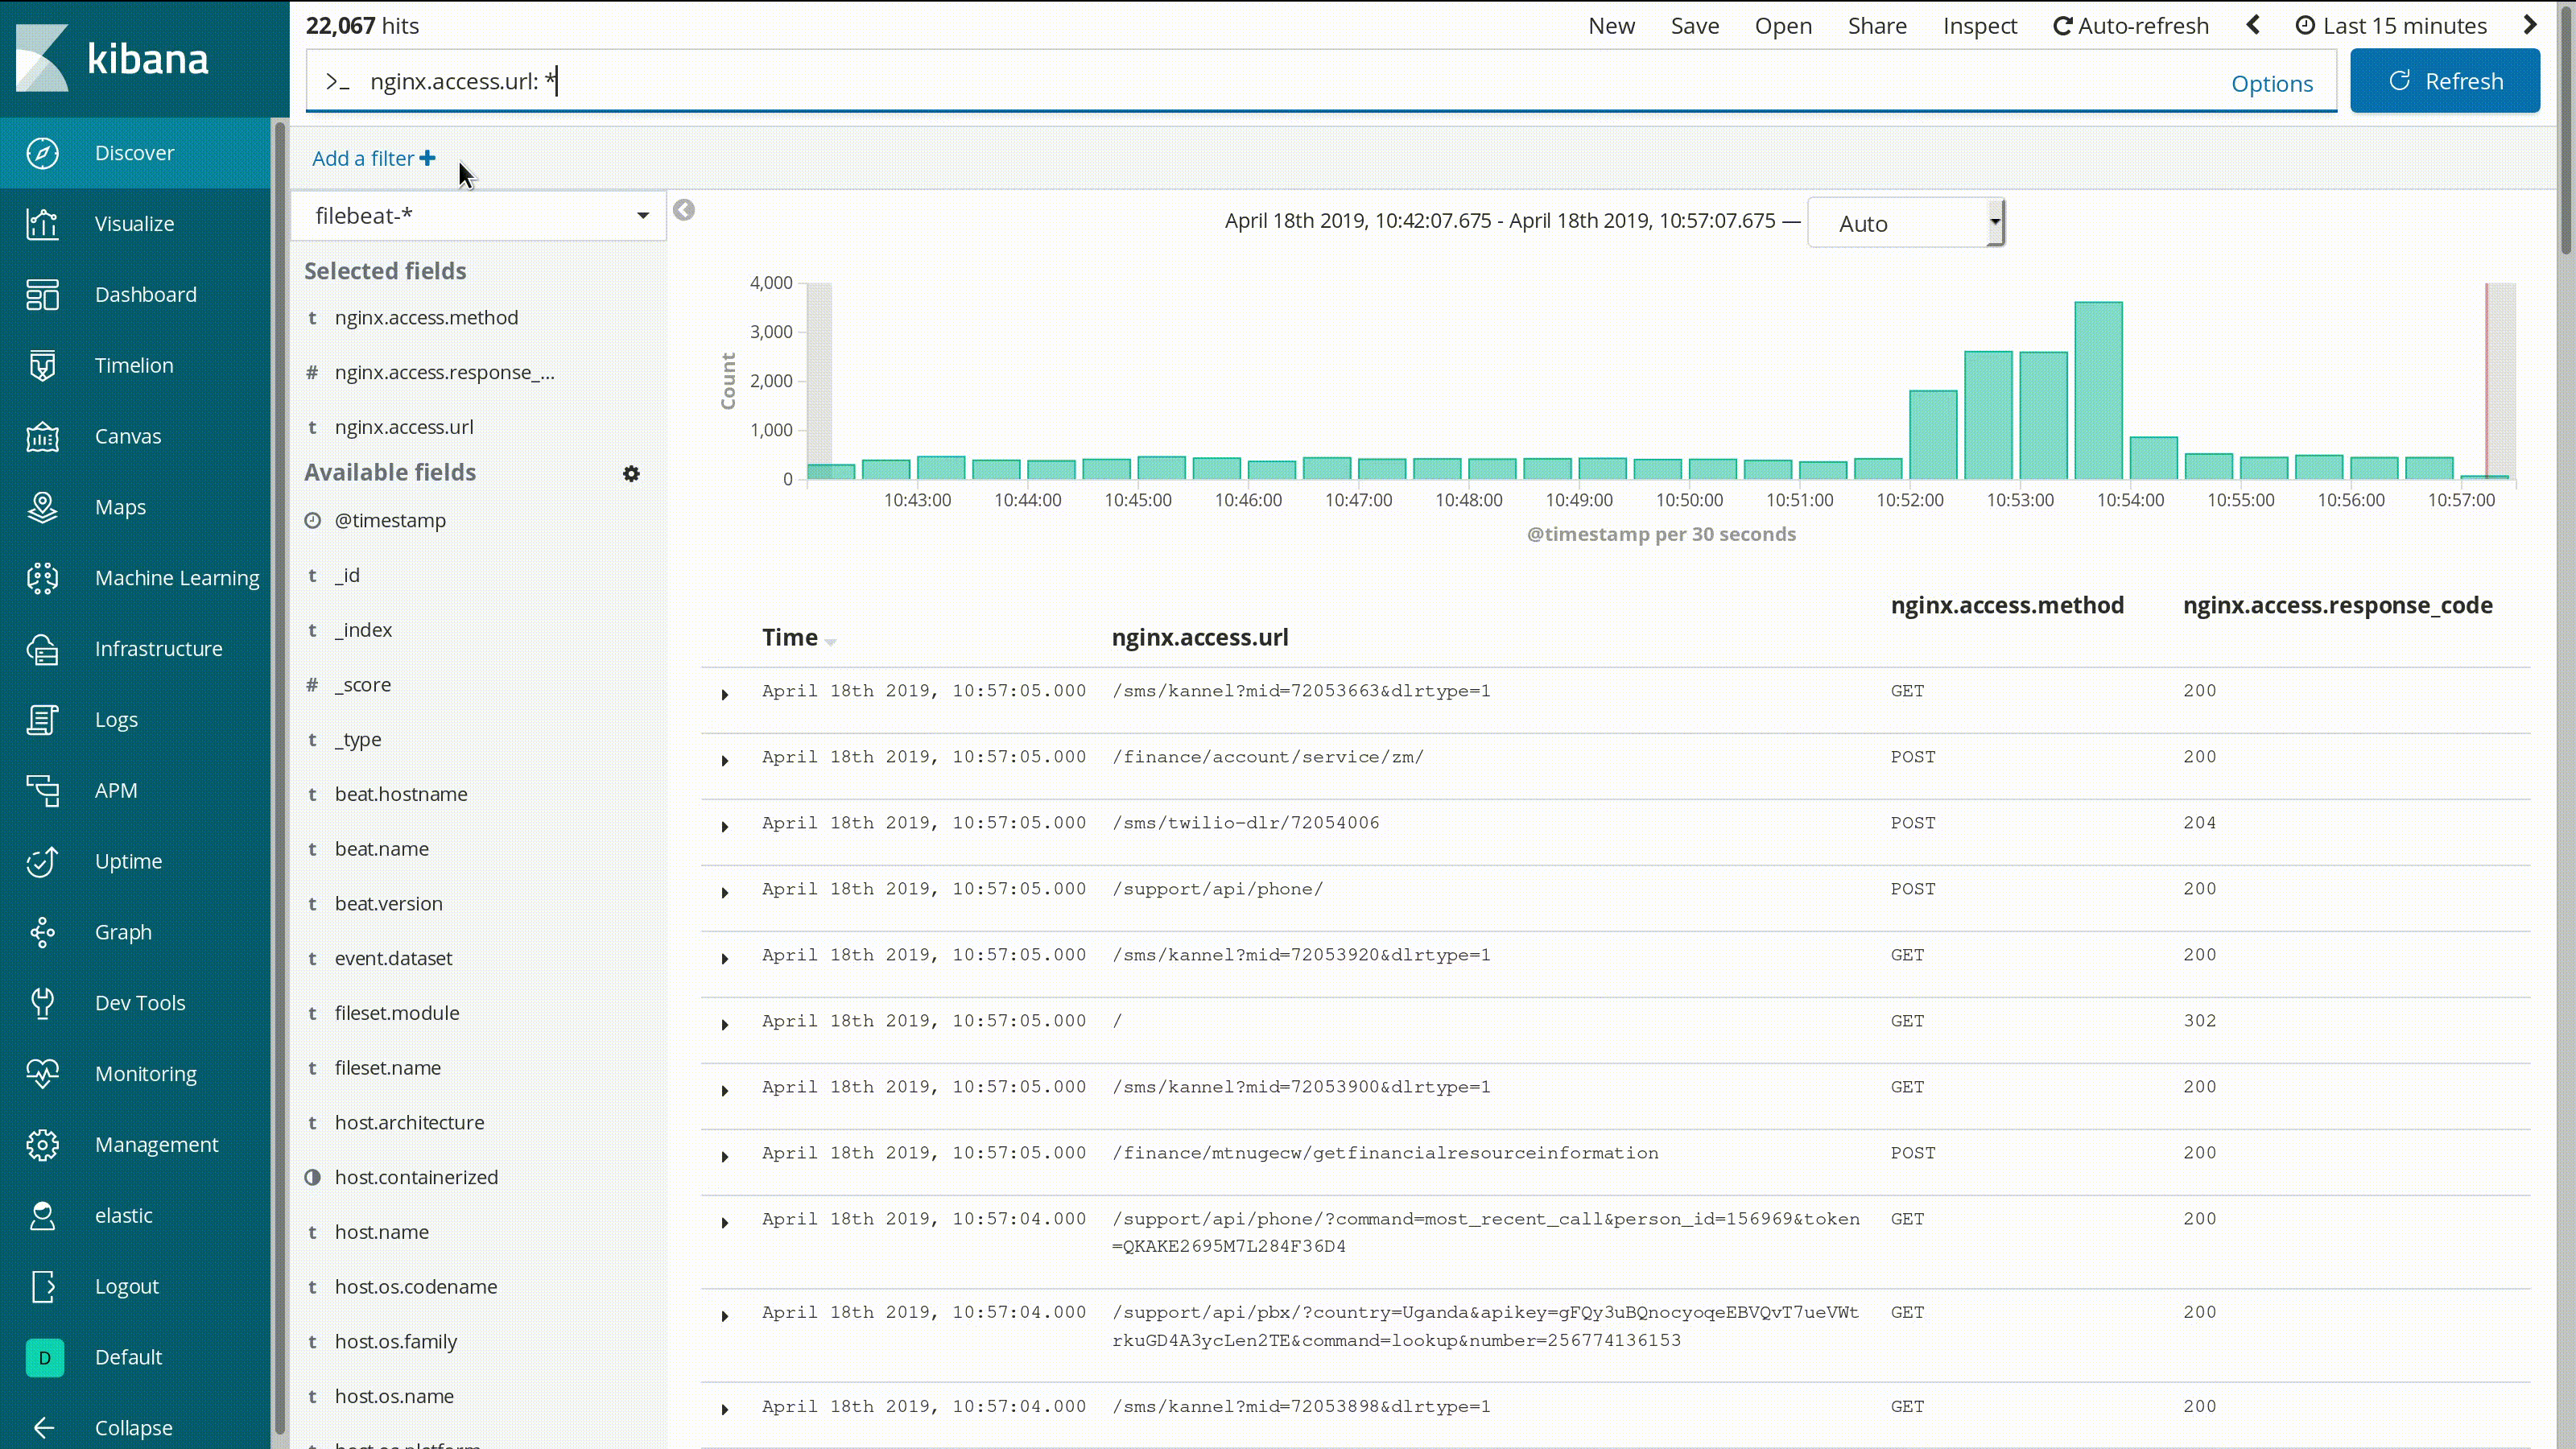 kibana
Discover
Visualize
Dashboard
Timelion
Canvas
Maps
Machine Learning
Infrastructure
Logs
APM
Uptime
Graph
Dev Tools
Monitoring
Management
elastic
Logout
D Default
Collapse
22,067 hits
New Save Open Share Inspect Auto-refresh Last 15 minutes
>_ nginx.access.url: *
Options
Refresh
Add a filter
filebeat-*
Selected fields
t nginx.access.method
# nginx.access.response_...
t nginx.access.url
Available fields
@timestamp
t _id
t _index
# _score
t _type
t beat.hostname
t beat.name
t beat.version
t event.dataset
t fileset.module
t fileset.name
t host.architecture
host.containerized
t host.name
t host.os.codename
t host.os.family
t host.os.name
host.os.platform
April 18th 2019, 10:42:07.675 - April 18th 2019, 10:57:07.675 — Auto
Count
4,000
3,000
2,000
1,000
0
10:43:00 10:44:00 10:45:00 10:46:00 10:47:00 10:48:00 10:49:00 10:50:00 10:51:00 10:52:00 10:53:00 10:54:00 10:55:00 10:56:00 10:57:00
@timestamp per 30 seconds
Time nginx.access.url nginx.access.method nginx.access.response_code
April 18th 2019, 10:57:05.000 /sms/kannel?mid=72053663&dlrtype=1 GET 200
April 18th 2019, 10:57:05.000 /finance/account/service/zm/ POST 200
April 18th 2019, 10:57:05.000 /sms/twilio-dlr/72054006 POST 204
April 18th 2019, 10:57:05.000 /support/api/phone/ POST 200
April 18th 2019, 10:57:05.000 /sms/kannel?mid=72053920&dlrtype=1 GET 200
April 18th 2019, 10:57:05.000 / GET 302
April 18th 2019, 10:57:05.000 /sms/kannel?mid=72053900&dlrtype=1 GET 200
April 18th 2019, 10:57:05.000 /finance/mtnugecw/getfinancialresourceinformation POST 200
April 18th 2019, 10:57:04.000 /support/api/phone/?command=most_recent_call&person_id=156969&token GET 200
=QKAKE2695M7L284F36D4
April 18th 2019, 10:57:04.000 /support/api/pbx/?country=Uganda&apikey=gFQy3uBQnocyoqeEBVQvT7ueVWt GET 200
rkuGD4A3ycLen2TE&command=lookup&number=256774136153
April 18th 2019, 10:57:04.000 /sms/kannel?mid=72053898&dlrtype=1 GET 200